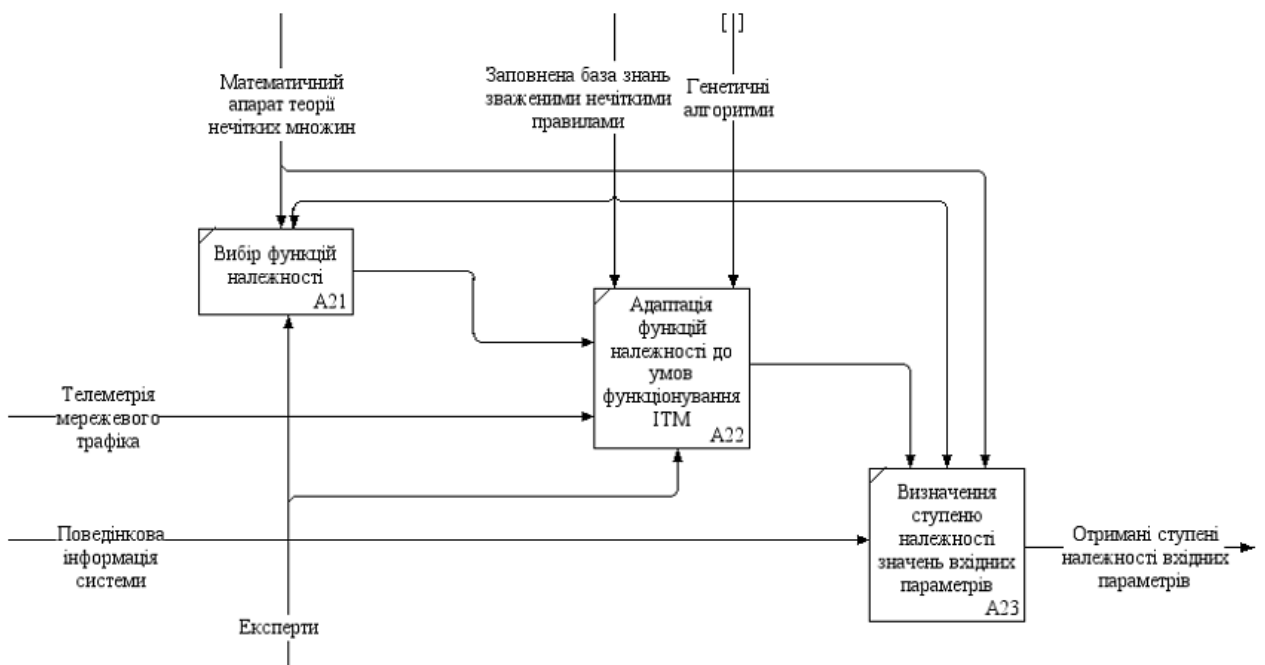 [ ]
Математичний
апарат теорії
нечітких множин
Заповнена база знань
зваженими нечіткими
правилами
Генетичні
алгоритми
Вибір функцій
належності
A21
Адаптація
функцій
належності до
умов
функціонування
ІТМ
A22
Телеметрія
мережевого
трафіка
Визначення
ступеню
належності
значень вхідних
параметрів
A23
Поведінкова
інформація
системи
Отримані ступені
належності вхідних
параметрів
Експерти